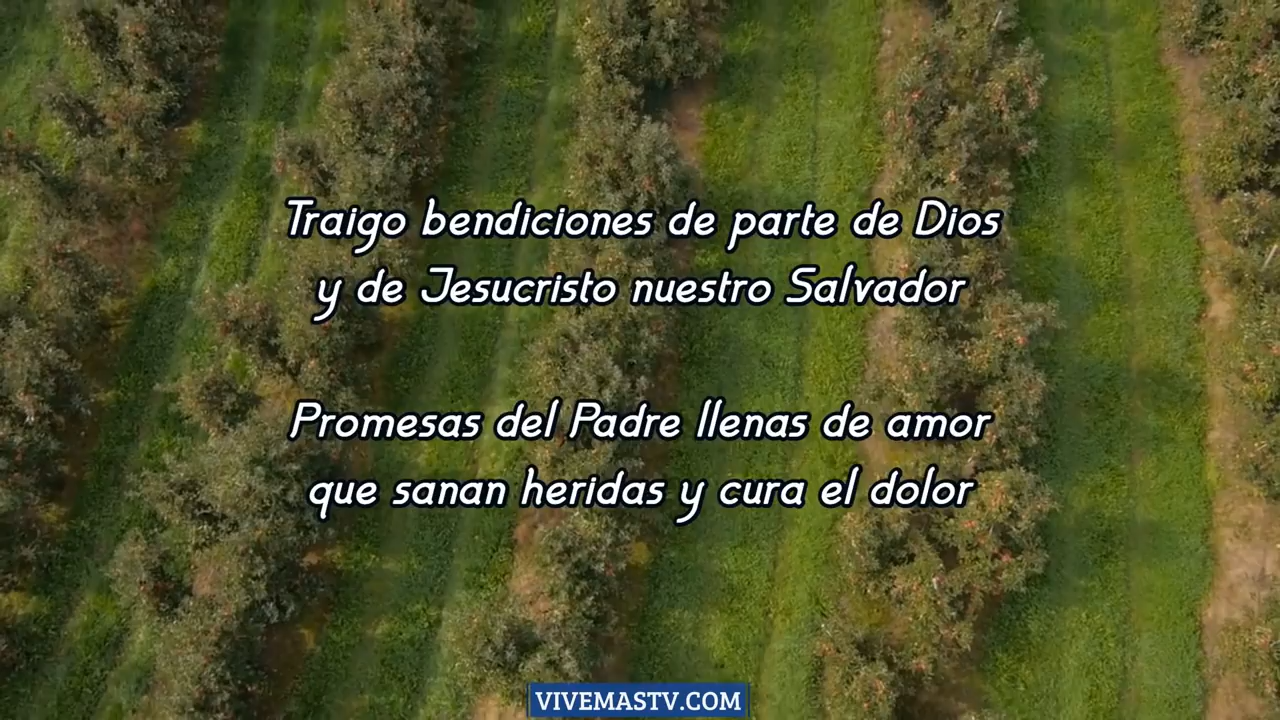 Traigo bendiciones de parte de Dios
y de Jesucristo nuestro Salvador
Promesas del Padre llenas de amor
que sanan heridas y cura el dolor
VIVEMASTV.COM